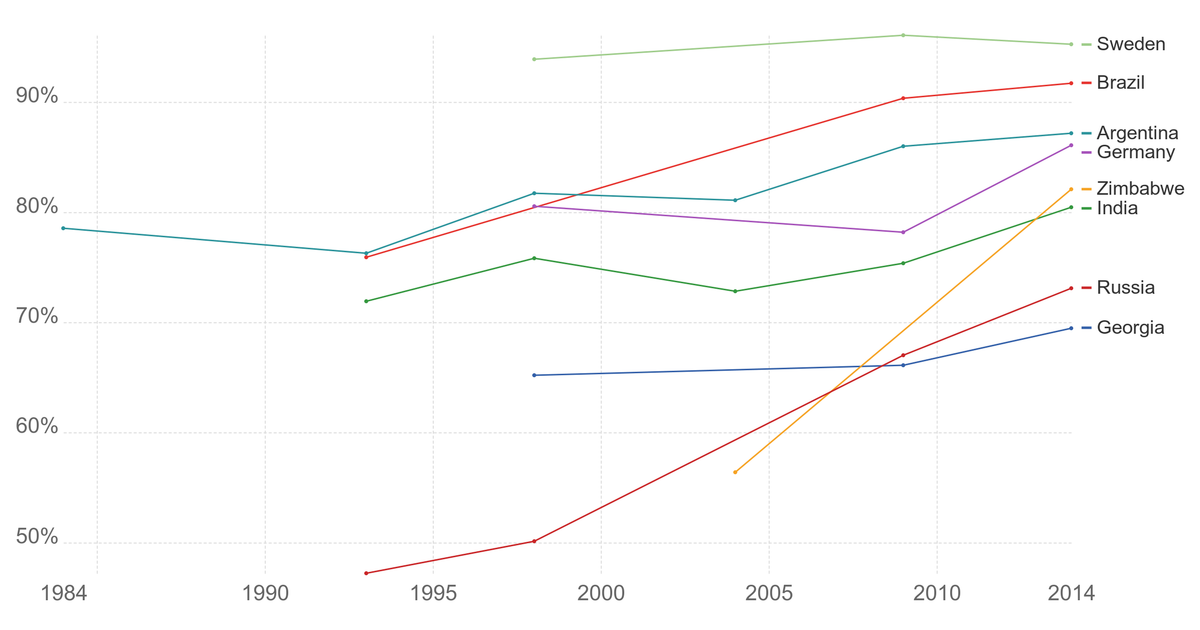 90%
80%
70%
60%
50%
1984 1990 1995 2000 2005 2010 2014
Sweden
Brazil
Argentina
Germany
Zimbabwe
India
Russia
Georgia